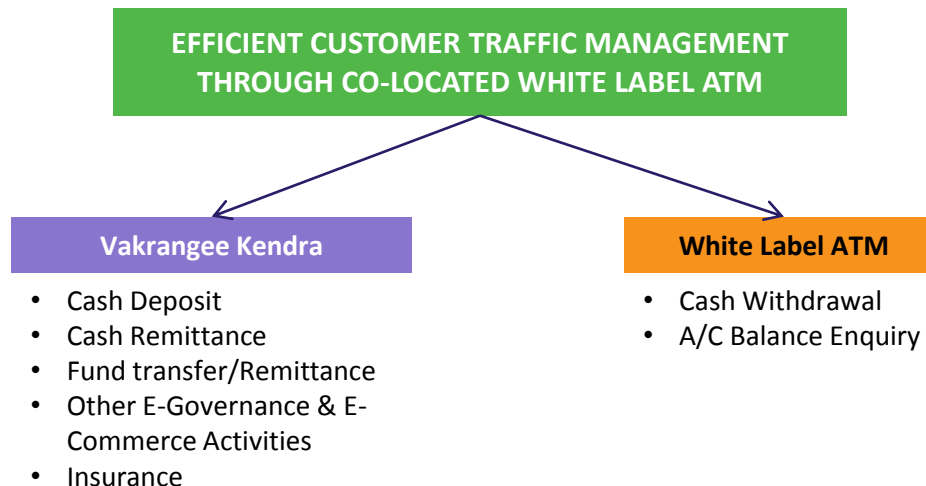 EFFICIENT CUSTOMER TRAFFIC MANAGEMENT
THROUGH CO-LOCATED WHITE LABEL ATM
Vakrangee Kendra
• Cash Deposit
• Cash Remittance
• Fund transfer/Remittance
• Other E-Governance & E-
Commerce Activities
• Insurance
White Label ATM
• Cash Withdrawal
• A/C Balance Enquiry